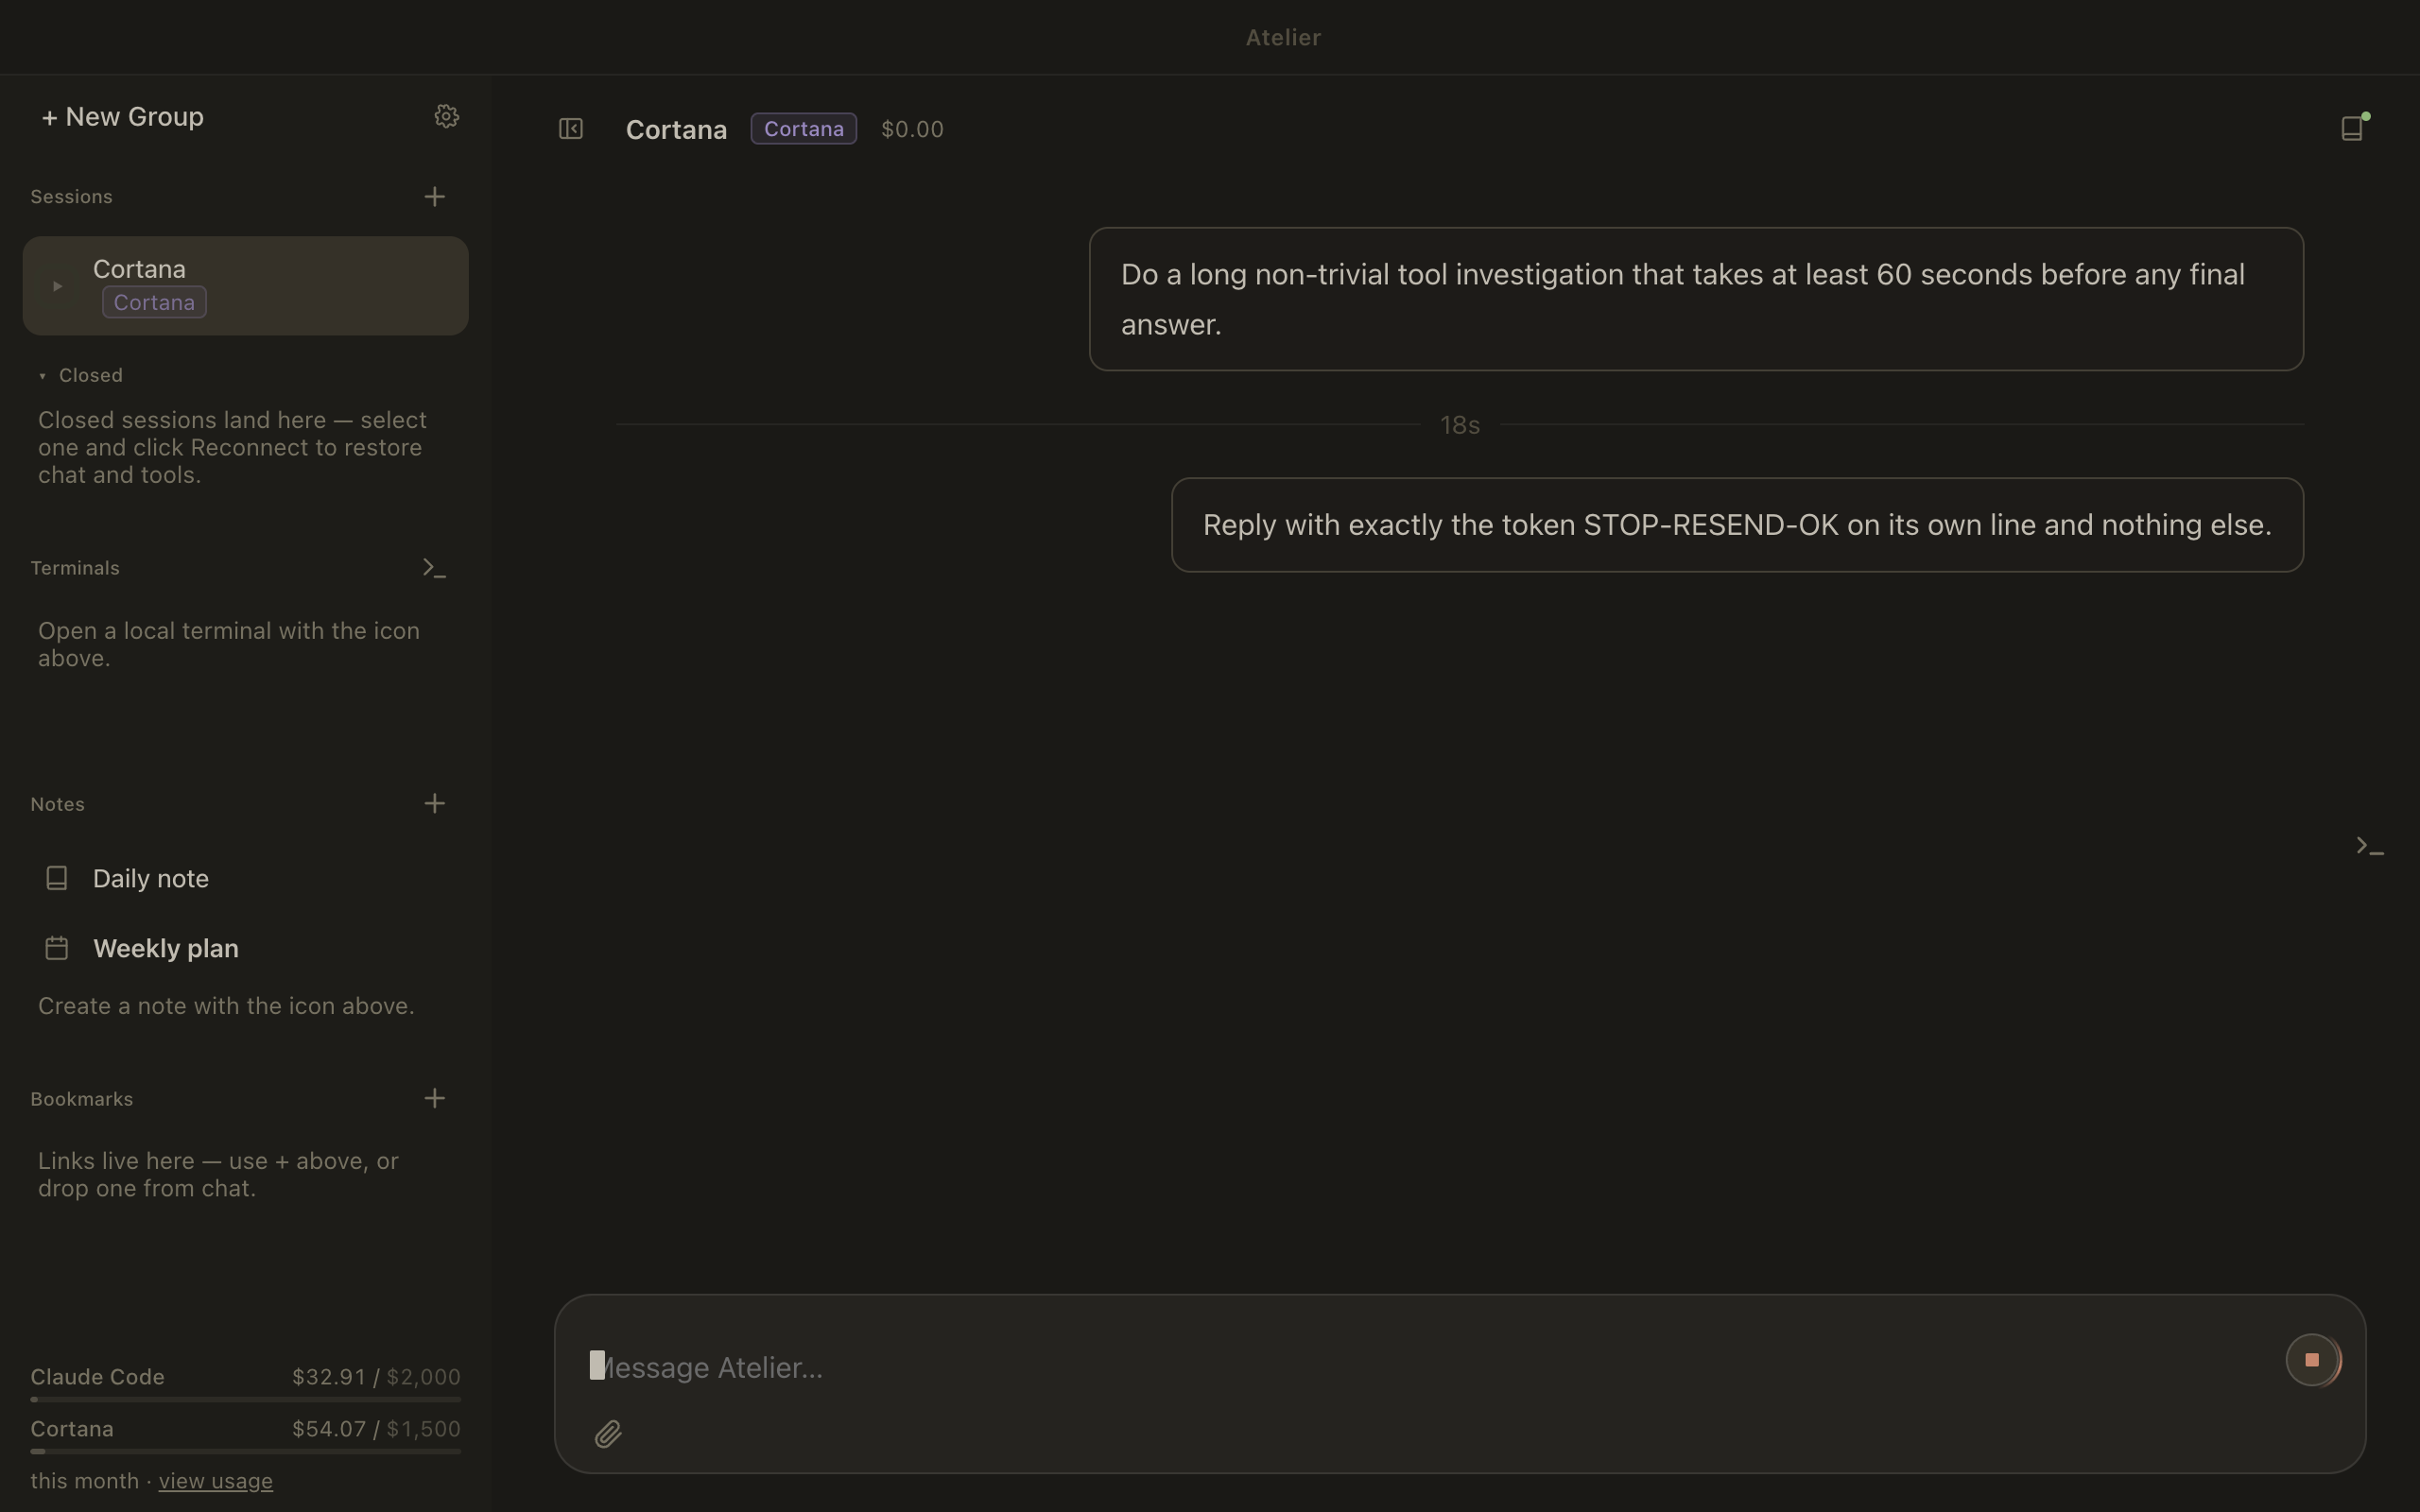 Atelier
+ New Group
Sessions
Cortana
Cortana
Closed
Closed sessions land here — select
one and click Reconnect to restore
chat and tools.
Terminals
Open a local terminal with the icon
above.
Notes
Daily note
Weekly plan
Create a note with the icon above.
Bookmarks
Links live here — use + above, or
drop one from chat.
Claude Code $32.91 / $2,000
Cortana $54.07 / $1,500
this month · view usage
Cortana Cortana $0.00
Do a long non-trivial tool investigation that takes at least 60 seconds before any final
answer.
18s
Reply with exactly the token STOP-RESEND-OK on its own line and nothing else.
Message Atelier...